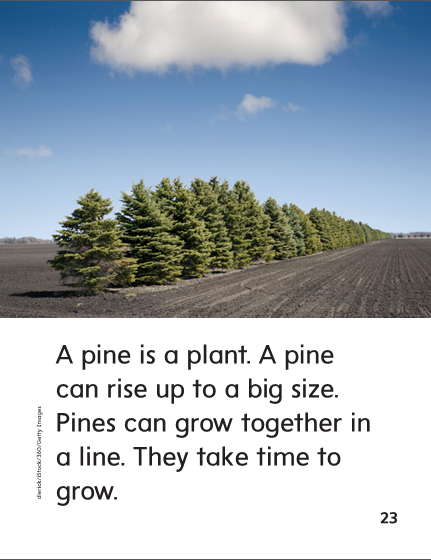 A pine is a plant. A pine
can rise up to a big size.
Pines can grow together in
a line. They take time to
grow.
23